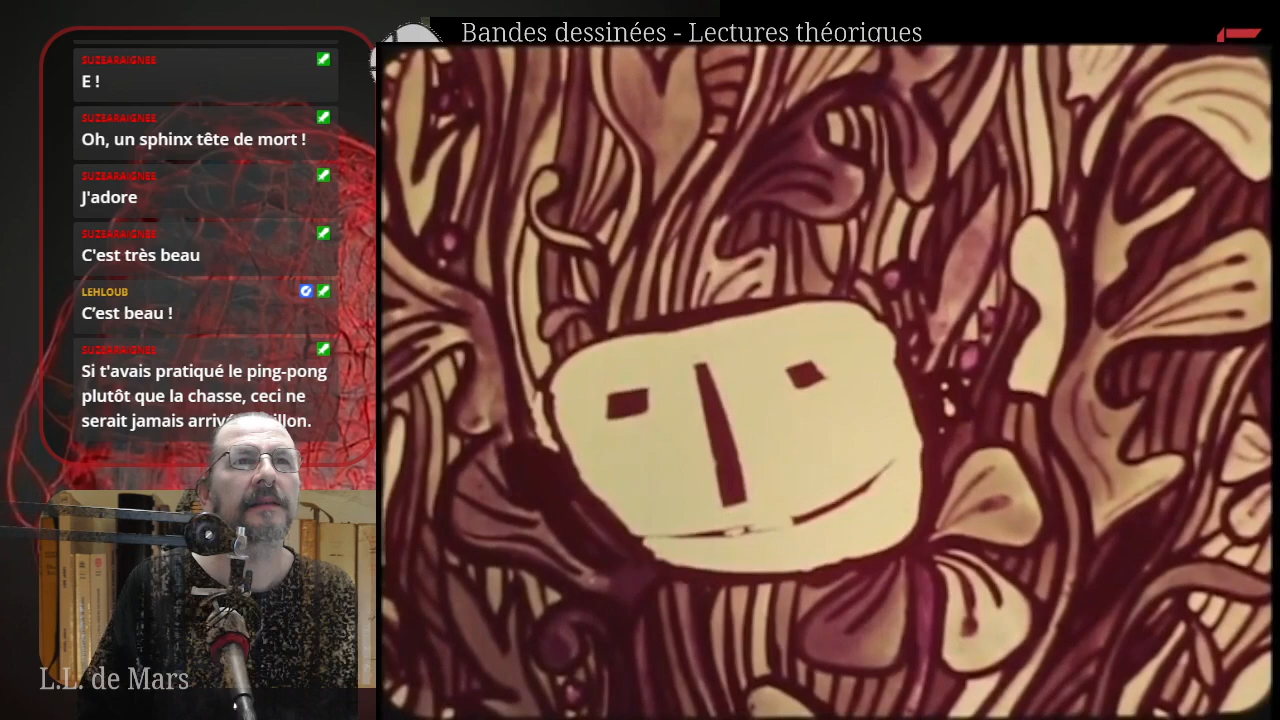 Bandes dessinées - Lectures théoriques
SUZEARAIGNEE
E !
SUZEARAIGNEE
Oh, un sphinx tête de mort !
SUZEARAIGNEE
J'adore
SUZEARAIGNEE
C'est très beau
LEHLOUB
C'est beau !
SUZEARAIGNEE
Si t'avais pratiqué le ping-pong
plutôt que la chasse, ceci ne
serait jamais
L.L. de Mars